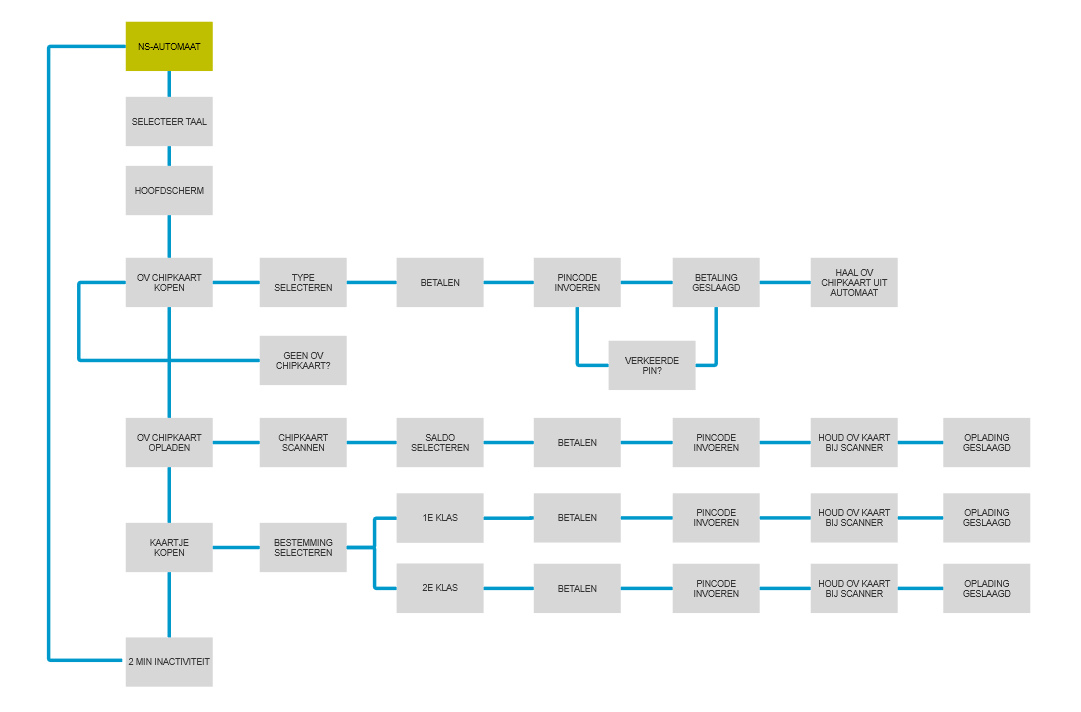 NS-AUTOMAAT
SELECTEER TAAL
HOOFDSCHERM
OV CHIPKAART
KOPEN
TYPE
SELECTEREN
BETALEN
PINCODE
INVOEREN
BETALING
GESLAAGD
HAAL OV
CHIPKAART UIT
AUTOMAAT
GEEN OV
CHIPKAART?
VERKEERDE
PIN?
OV CHIPKAART
OPLADEN
CHIPKAART
SCANNEN
SALDO
SELECTEREN
BETALEN
PINCODE
INVOEREN
HOUD OV KAART
BIJ SCANNER
OPLADING
GESLAAGD
KAARTJE
KOPEN
BESTEMMING
SELECTEREN
1E KLAS
BETALEN
PINCODE
INVOEREN
HOUD OV KAART
BIJ SCANNER
OPLADING
GESLAAGD
2E KLAS
BETALEN
PINCODE
INVOEREN
HOUD OV KAART
BIJ SCANNER
OPLADING
GESLAAGD
2 MIN INACTIVITEIT